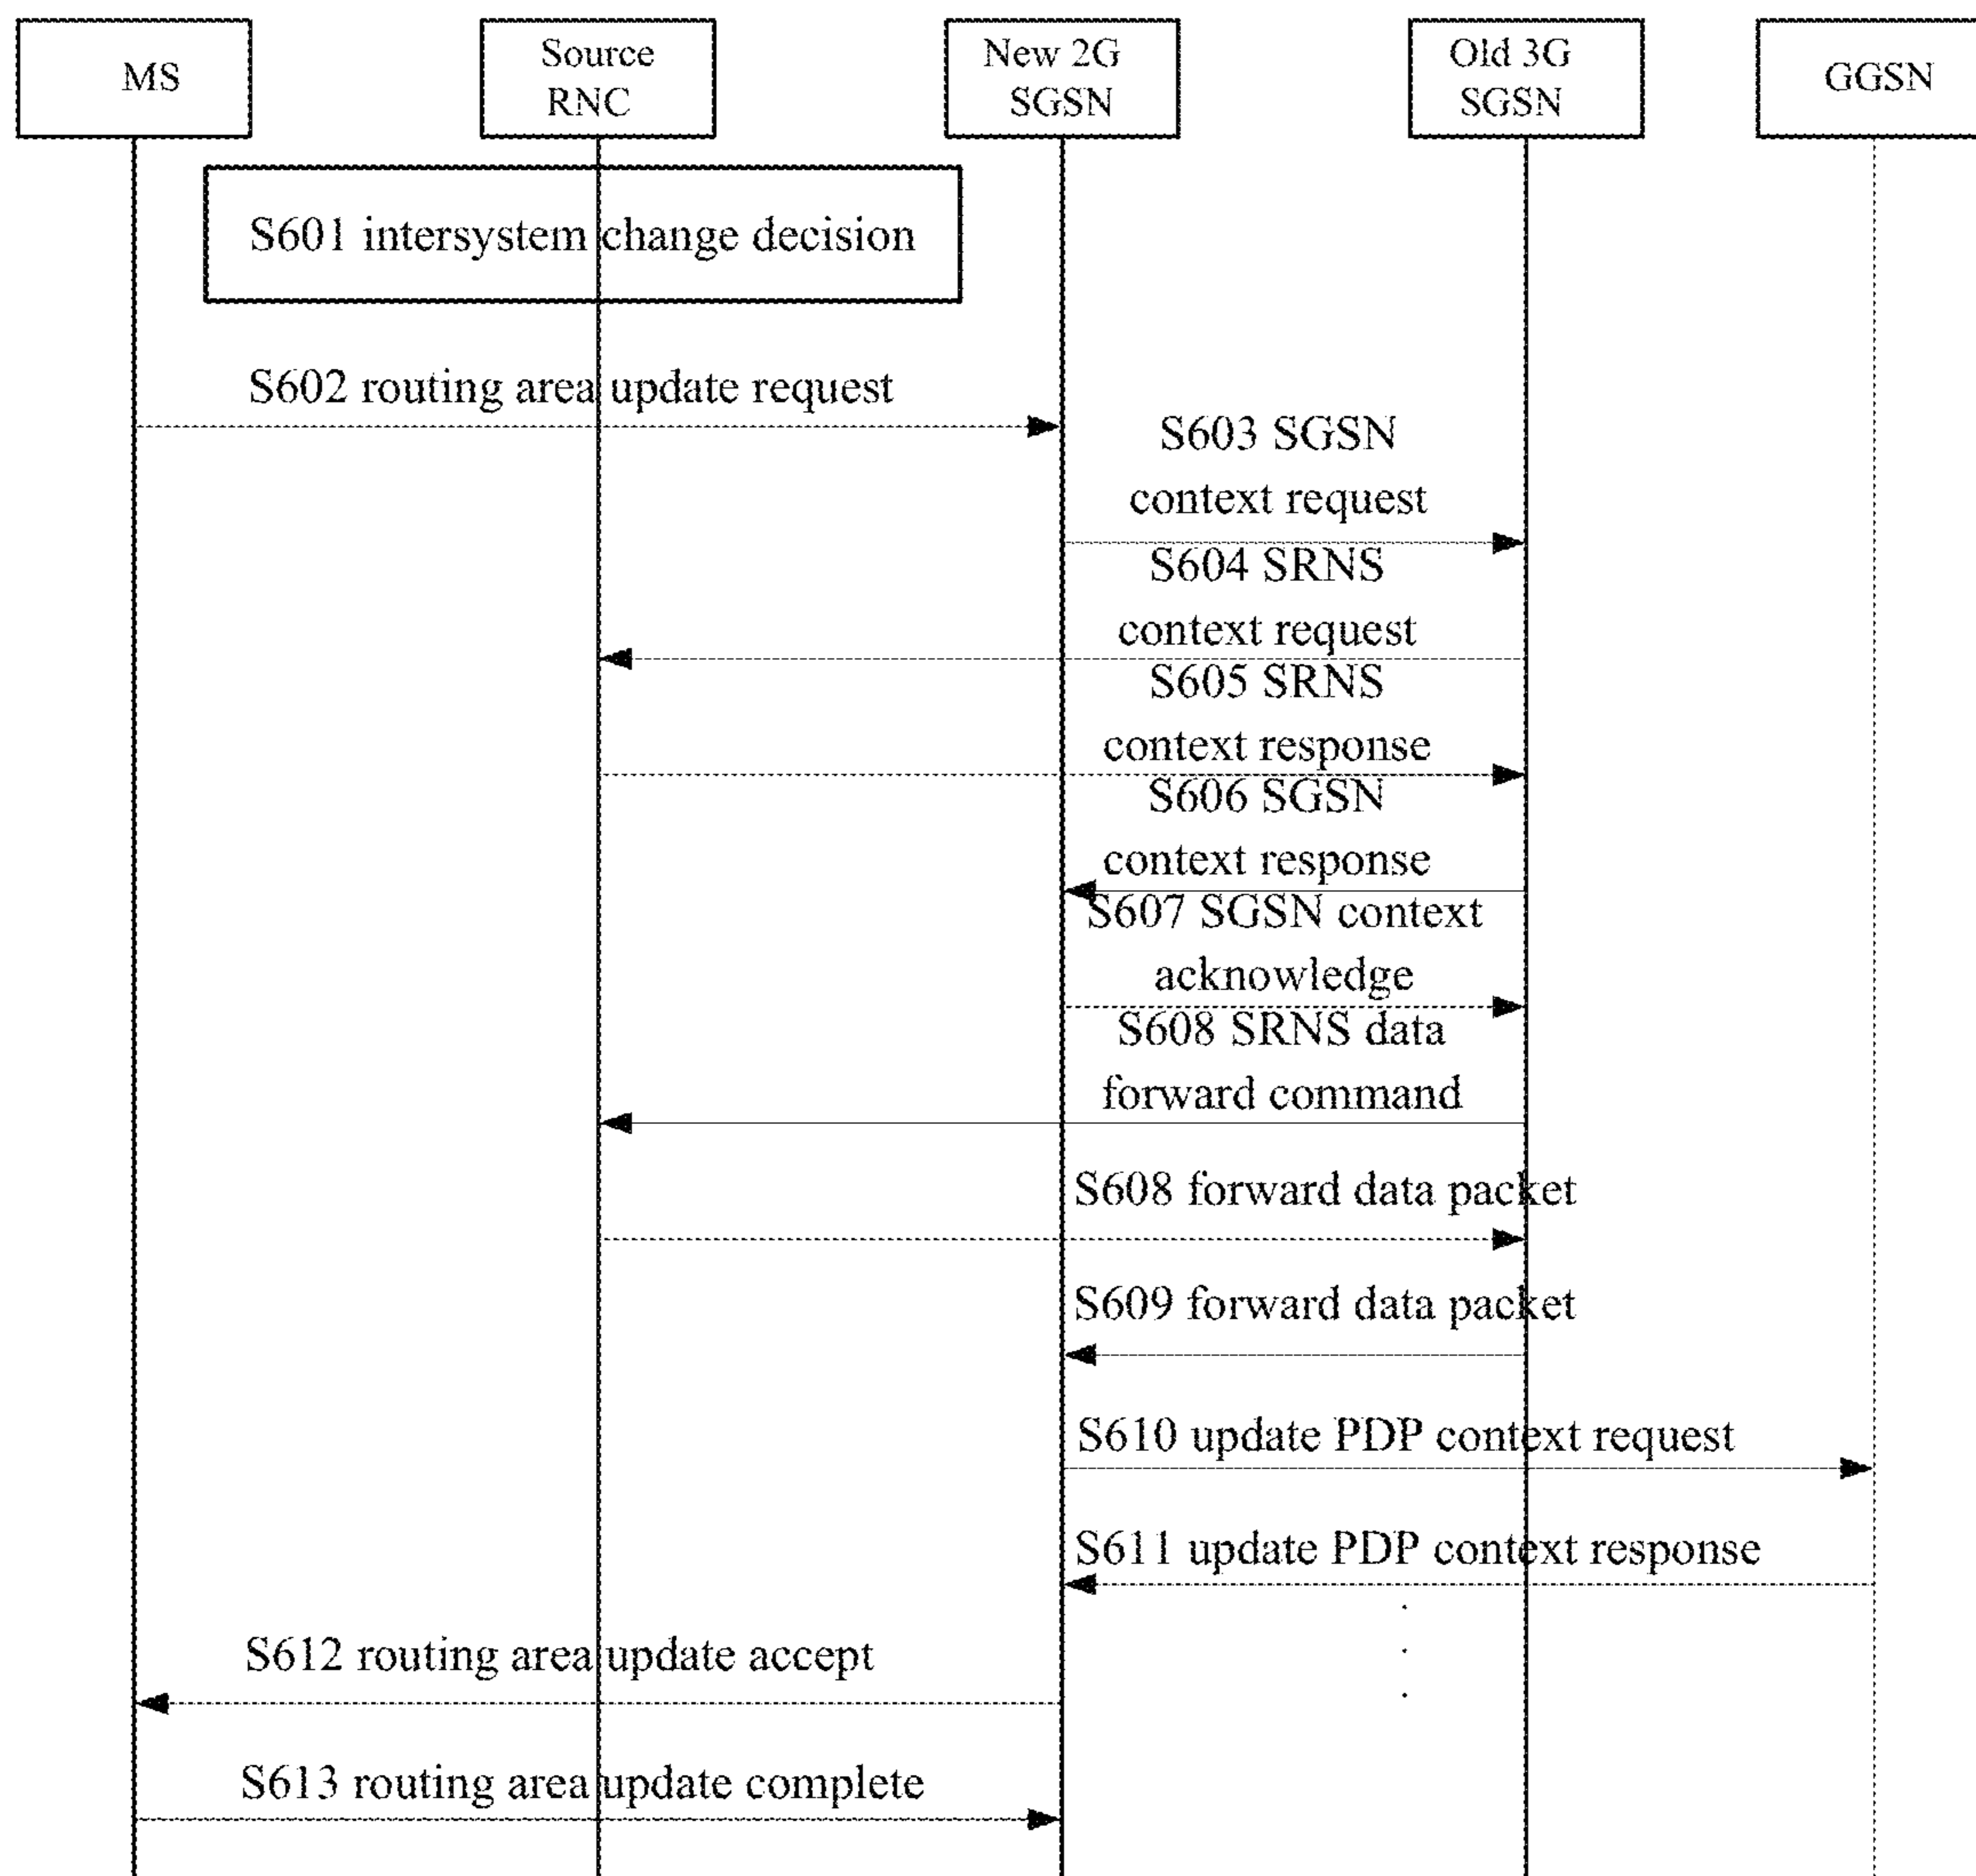 MS
Source
RNC
New 2G
SGSN
Old 3G
SGSN
GGSN
S601 intersystem change decision
S602 routing area update request
S603 SGSN
context request
S604 SRNS
context request
S605 SRNS
context response
S606 SGSN
context response
S607 SGSN context
acknowledge
S608 SRNS data
forward command
S608 forward data packet
S609 forward data packet
S610 update PDP context request
S611 update PDP context response
S612 routing area update accept
S613 routing area update complete